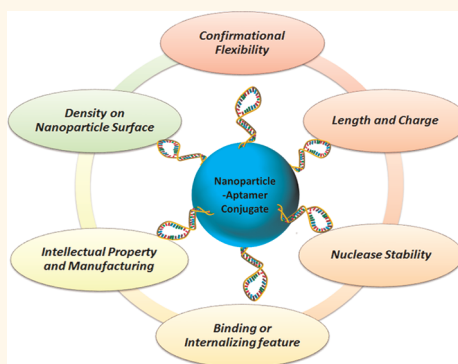 Confirmational
Flexibility
Density on
Nanoparticle Surface
Length and Charge
Nanoparticle
-Aptamer
Conjugate
Intellectual Property
and Manufacturing
Nuclease Stability
Binding or
Internalizing feature